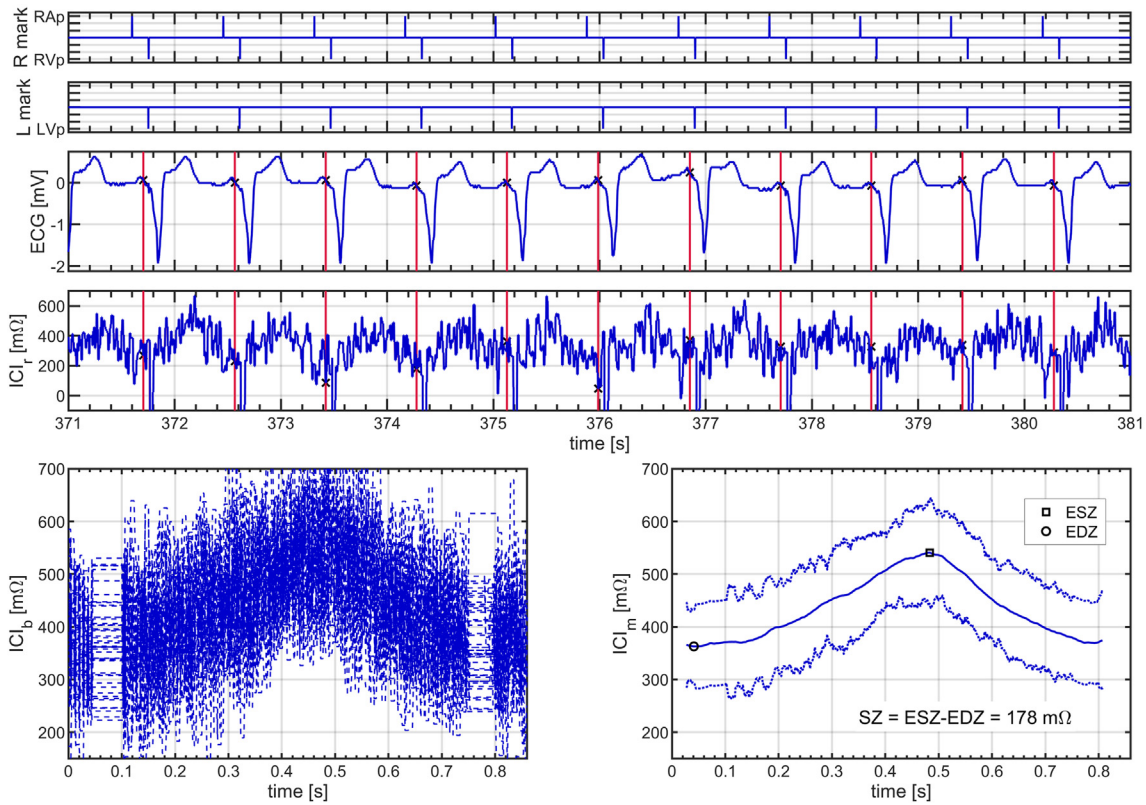 RAp
R mark
RVp
L mark
LVp
ECG [mV]
0
-1
-2
ICI_r [mΩ]
600
400
200
0
371 372 373 374 375 376 377 378 379 380 381
time [s]
ICI_b [mΩ]
700
600
500
400
300
200
0 0.1 0.2 0.3 0.4 0.5 0.6 0.7 0.8
time [s]
ICI_m [mΩ]
700
600
500
400
300
200
ESZ
EDZ
SZ = ESZ-EDZ = 178 mΩ
0 0.1 0.2 0.3 0.4 0.5 0.6 0.7 0.8
time [s]